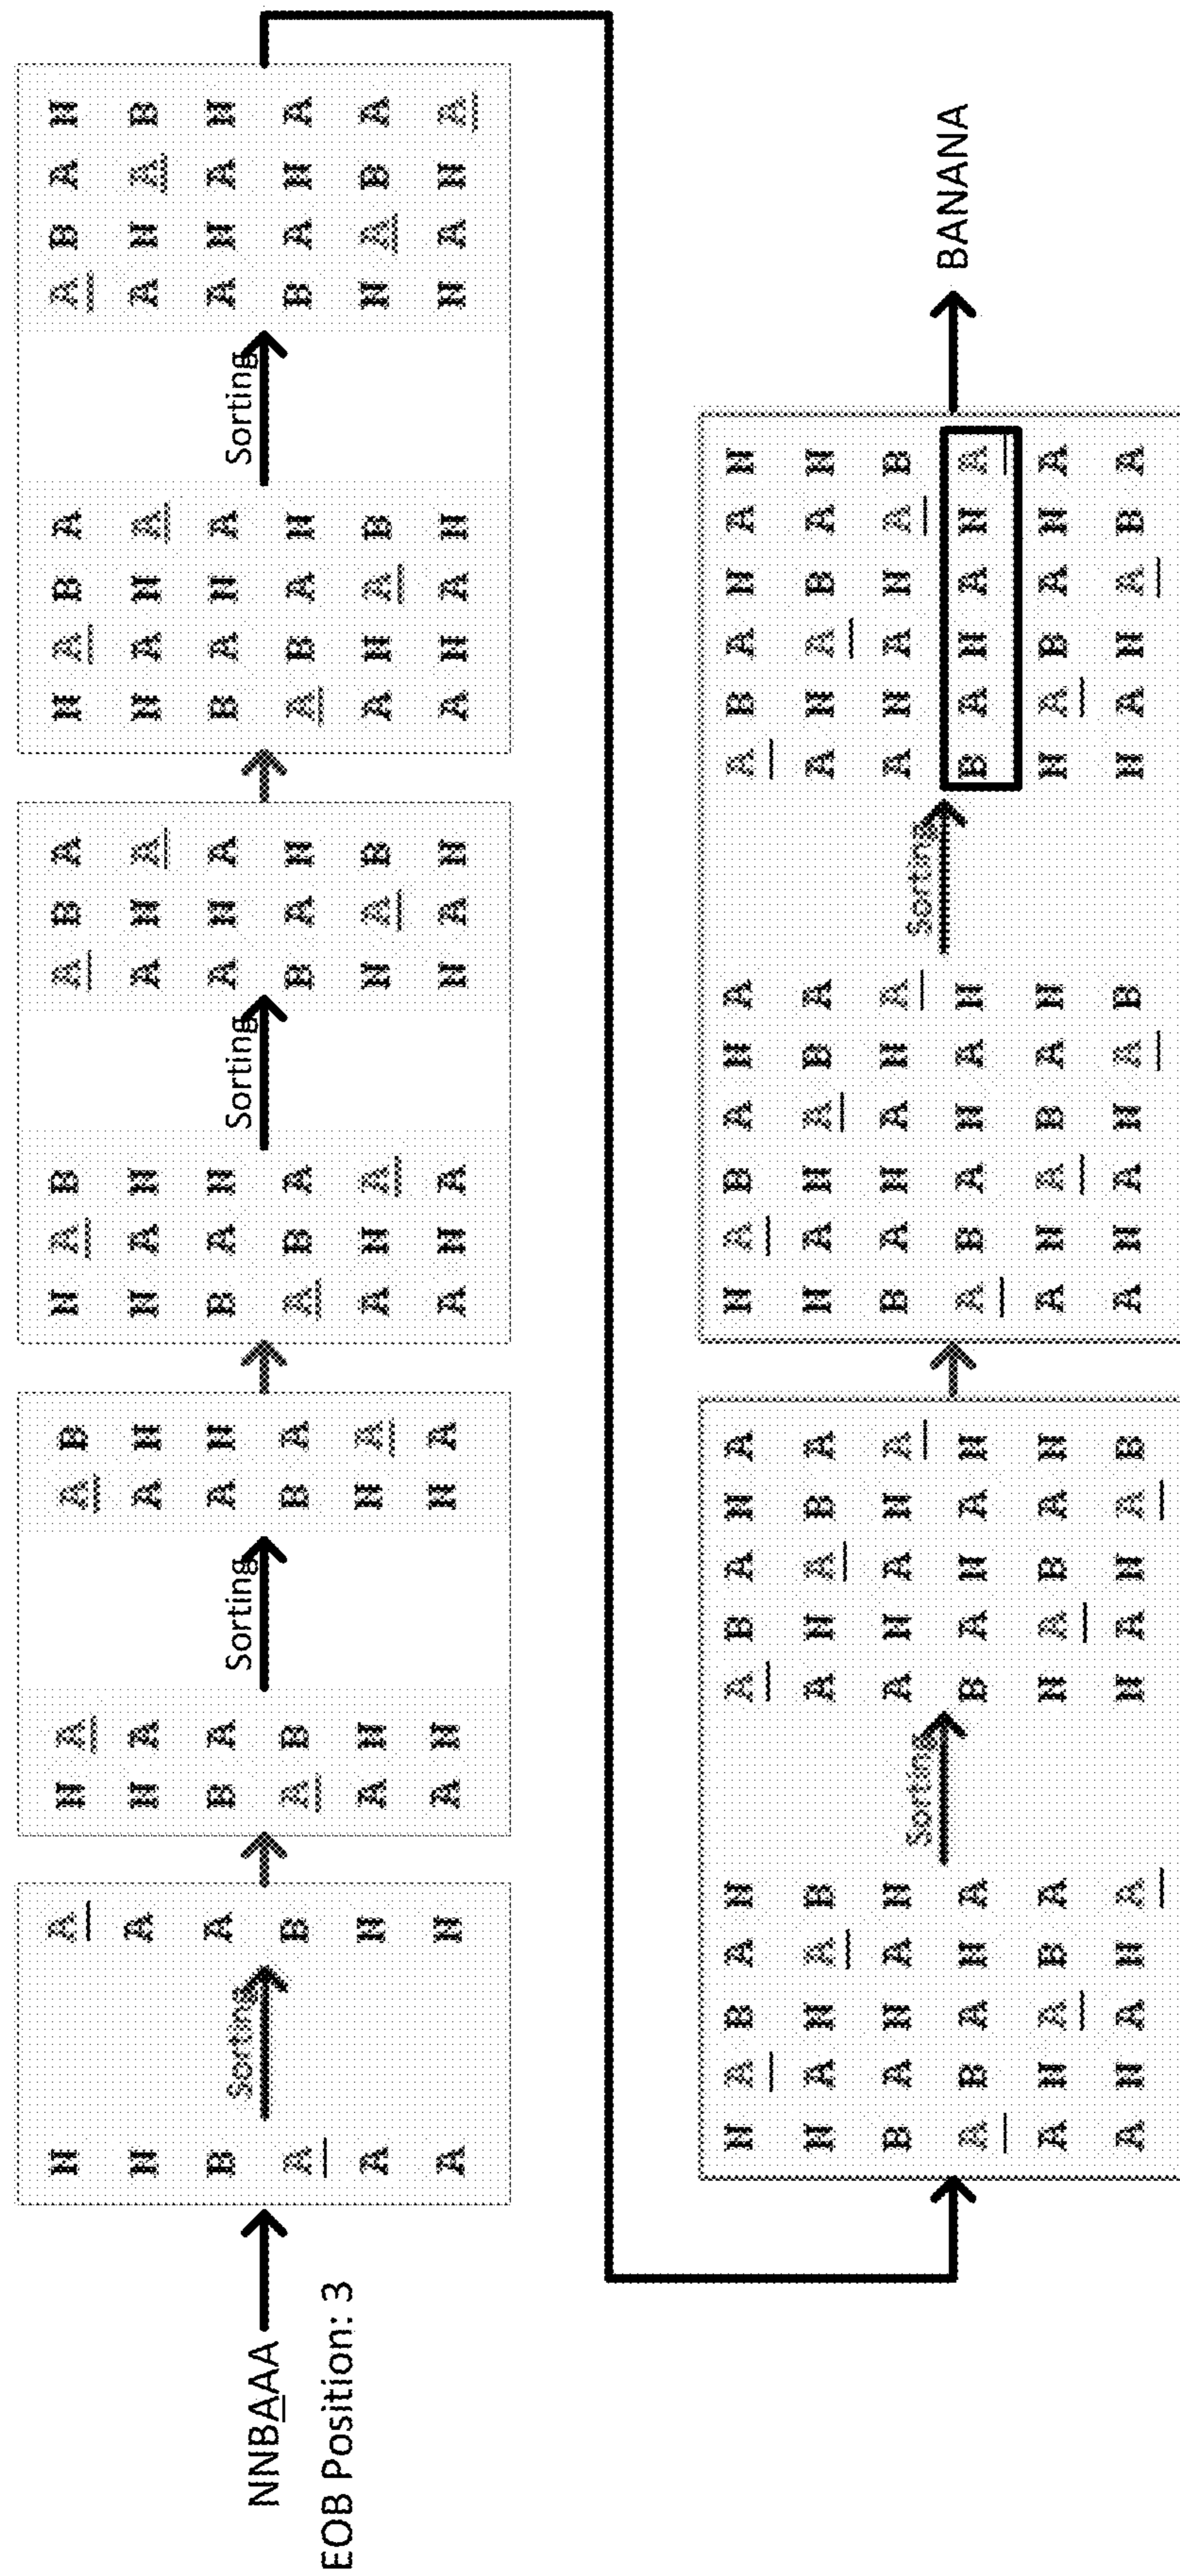 NNBAAA
EOB Position: 3
N A N A A B N A B A B A N A B A A B A N
N A N A A N N A N A N A N A N A A N A B
B A B A A N B A N A N A B A N A A N A N
Sorting Sorting Sorting Sorting
A B A B B A A B A B A N A B A N B A N A
A N A N N A A N A N A B A N A B N A B A
A N A N N A A N A N A N A N A N N A N A
N A B A N A B A N A N A B A N A A B A N A N
N A N A B A N A B A N A N A B A A N A B A N
B A N A N A N A N A B A N A N A A N A N A B
Sorting Sorting
A B A N A B A N A N A B A N A N B A N A N A
BANANA
A N A B A N A B A N A N A B A N N A B A N A
A N A N A N A N A B A N A N A B N A N A B A